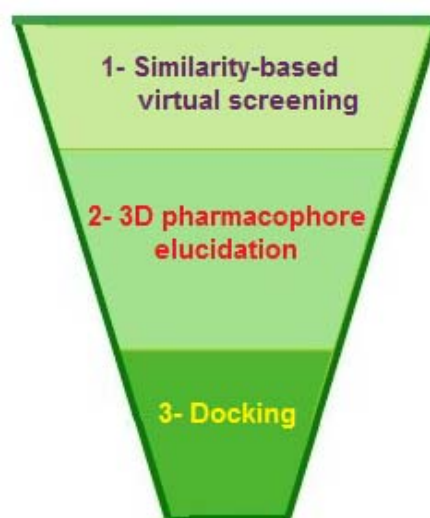 1- Similarity-based
virtual screening
2- 3D pharmacophore
elucidation
3- Docking